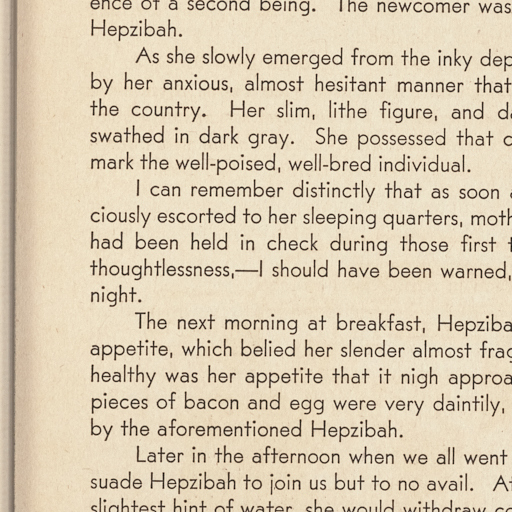 ence of a second being. The newcomer was
Hepzibah.
As she slowly emerged from the inky dep
by her anxious, almost hesitant manner that
the country. Her slim, lithe figure, and d
swathed in dark gray. She possessed that c
mark the well-poised, well-bred individual.
I can remember distinctly that as soon a
ciously escorted to her sleeping quarters, moth
had been held in check during those first t
thoughtlessness,—I should have been warned,
night.
The next morning at breakfast, Hepziba
appetite, which belied her slender almost frag
healthy was her appetite that it nigh approa
pieces of bacon and egg were very daintily,
by the aforementioned Hepzibah.
Later in the afternoon when we all went
suade Hepzibah to join us but to no avail. At
slightest hint of water, she would withdraw co